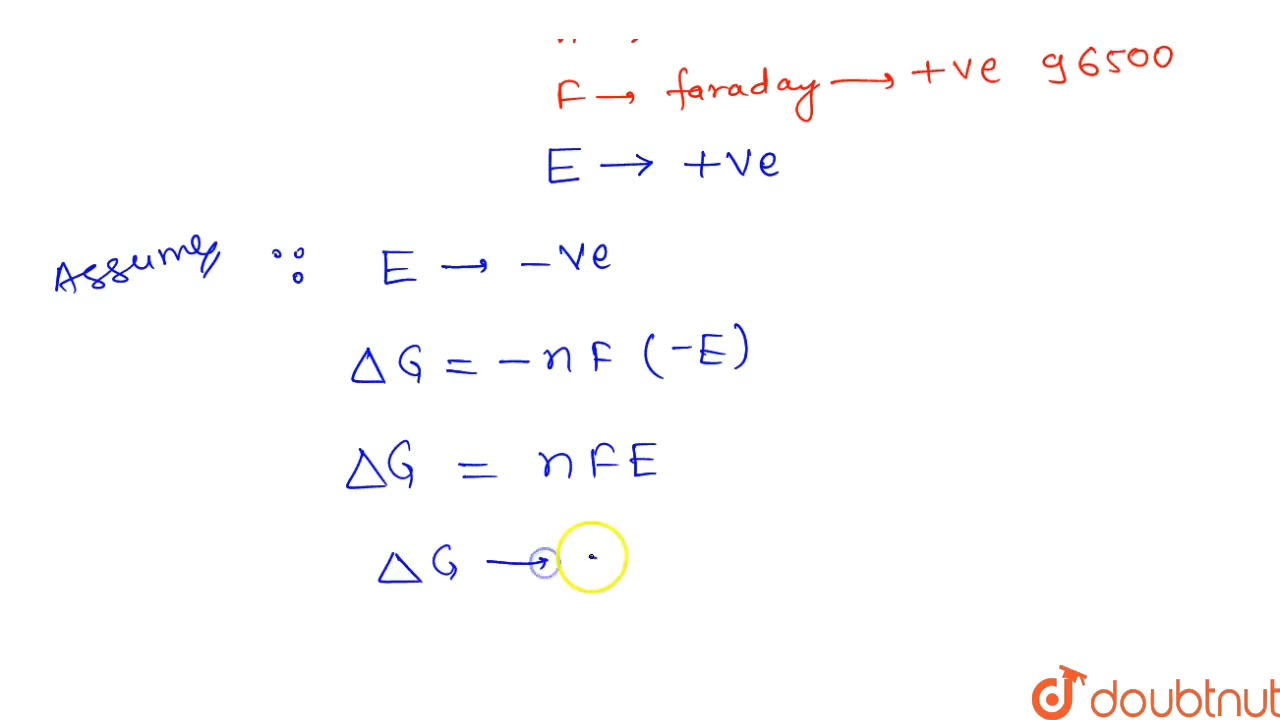 F → faraday → +ve 96500
E → +ve
Assume, ∵ E → -ve
ΔG = -nF(-E)
ΔG = nFE
ΔG →
doubtnut